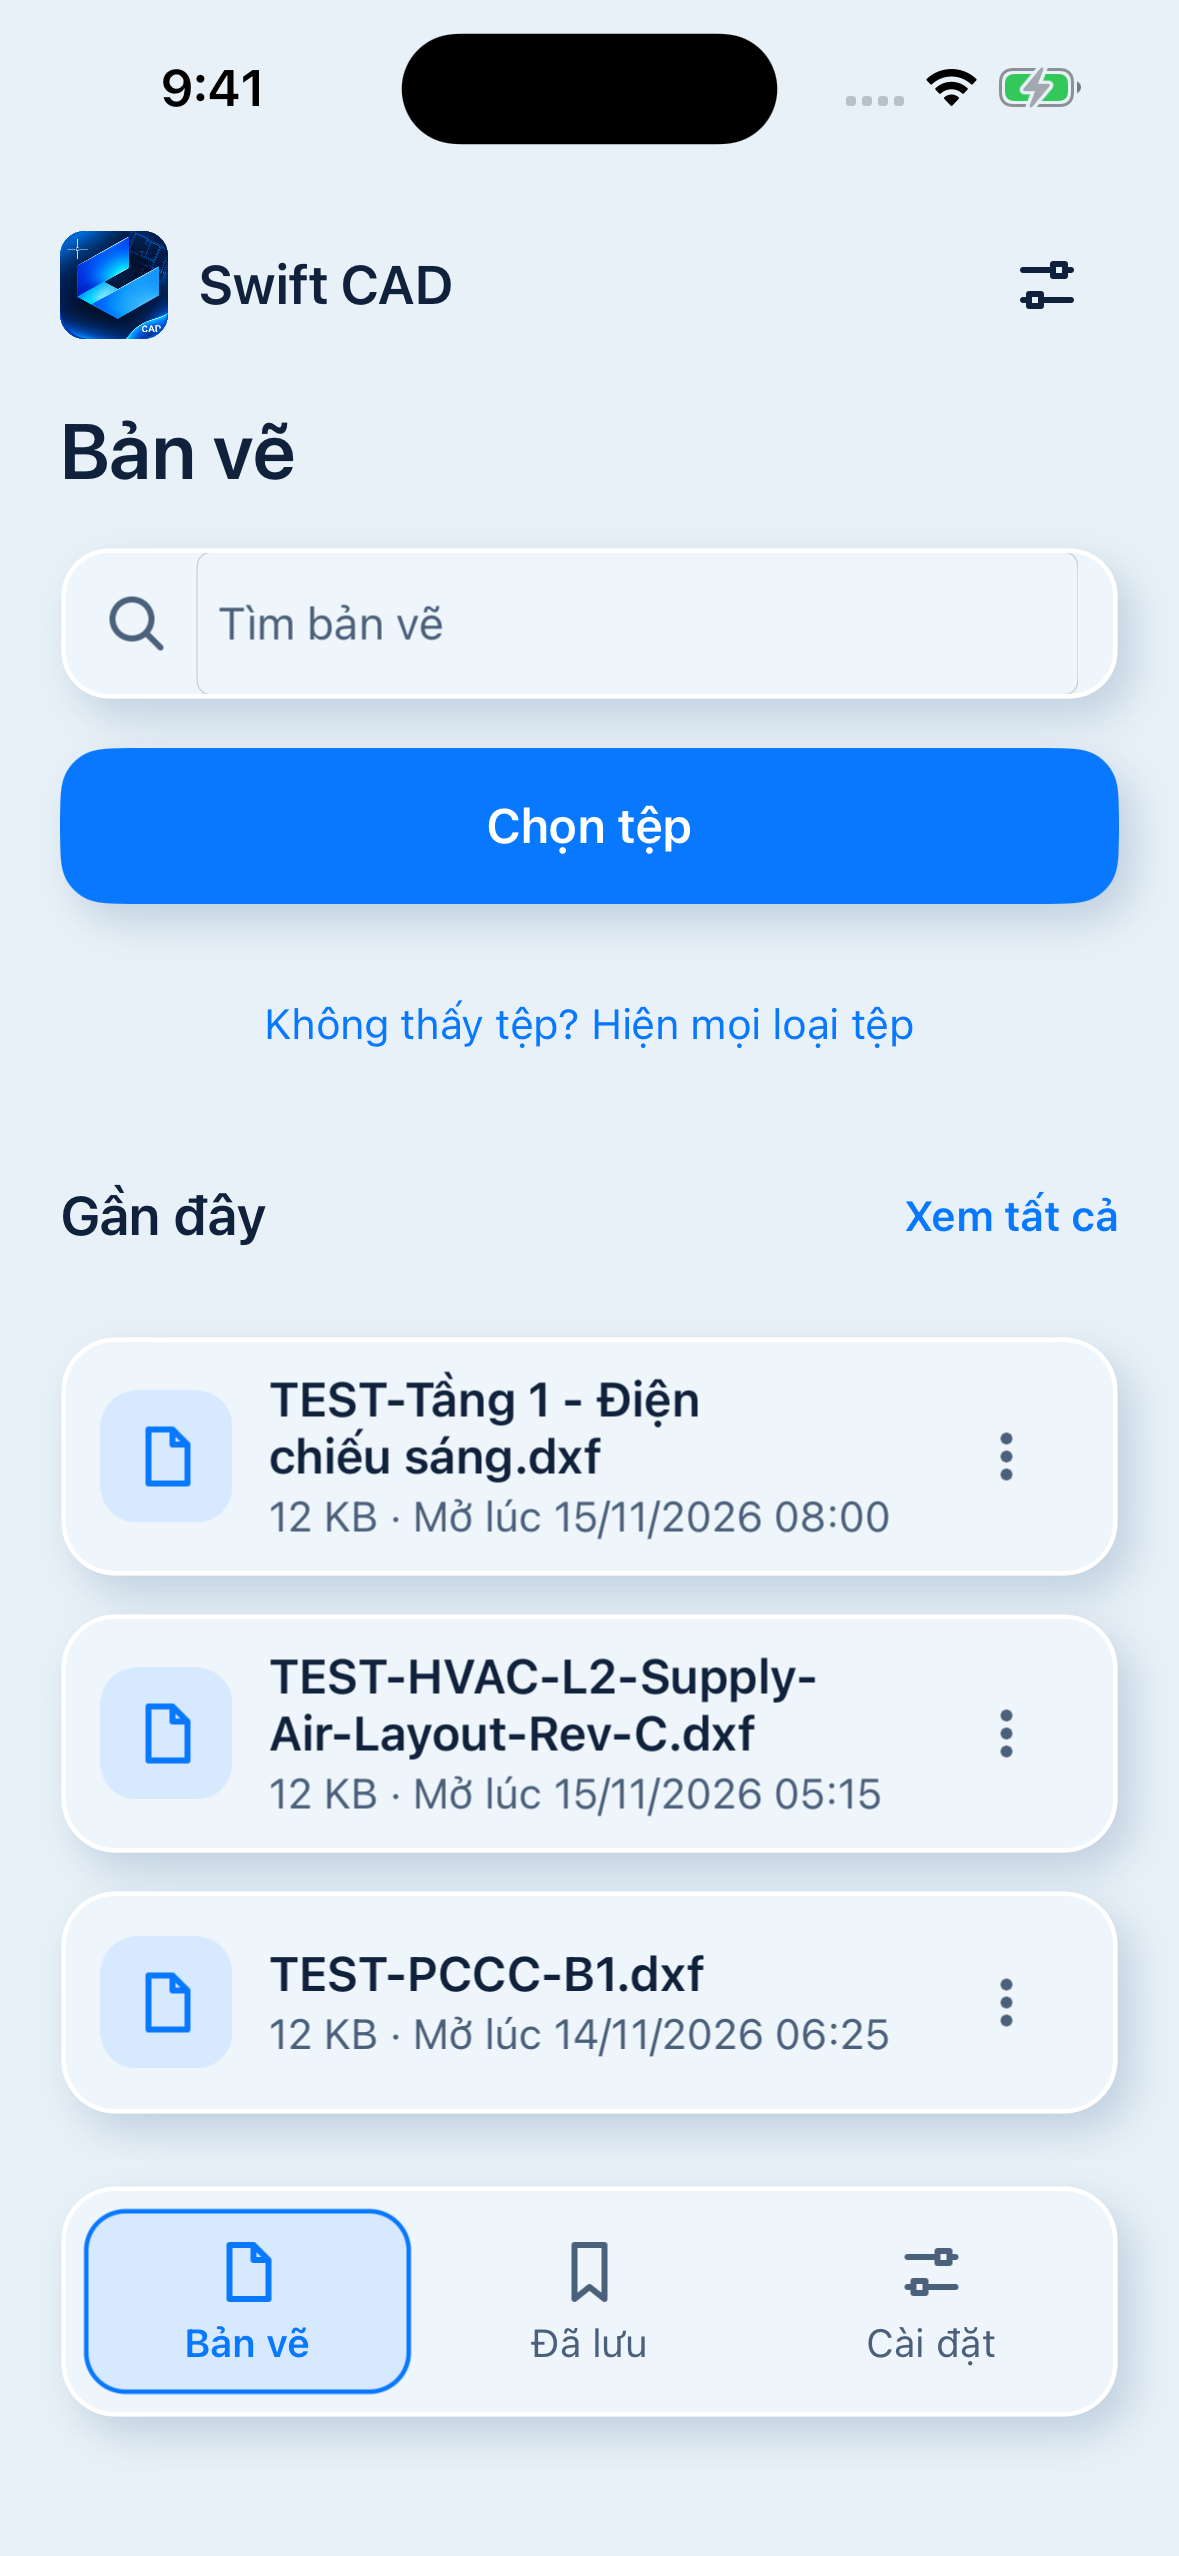 9:41
CAD
Swift CAD
Bản vẽ
Tìm bản vẽ
Chọn tệp
Không thấy tệp? Hiện mọi loại tệp
Gần đây
Xem tất cả
TEST-Tầng 1 - Điện
chiếu sáng.dxf
12 KB · Mở lúc 15/11/2026 08:00
TEST-HVAC-L2-Supply-
Air-Layout-Rev-C.dxf
12 KB · Mở lúc 15/11/2026 05:15
TEST-PCCC-B1.dxf
12 KB · Mở lúc 14/11/2026 06:25
Bản vẽ
Đã lưu
Cài đặt